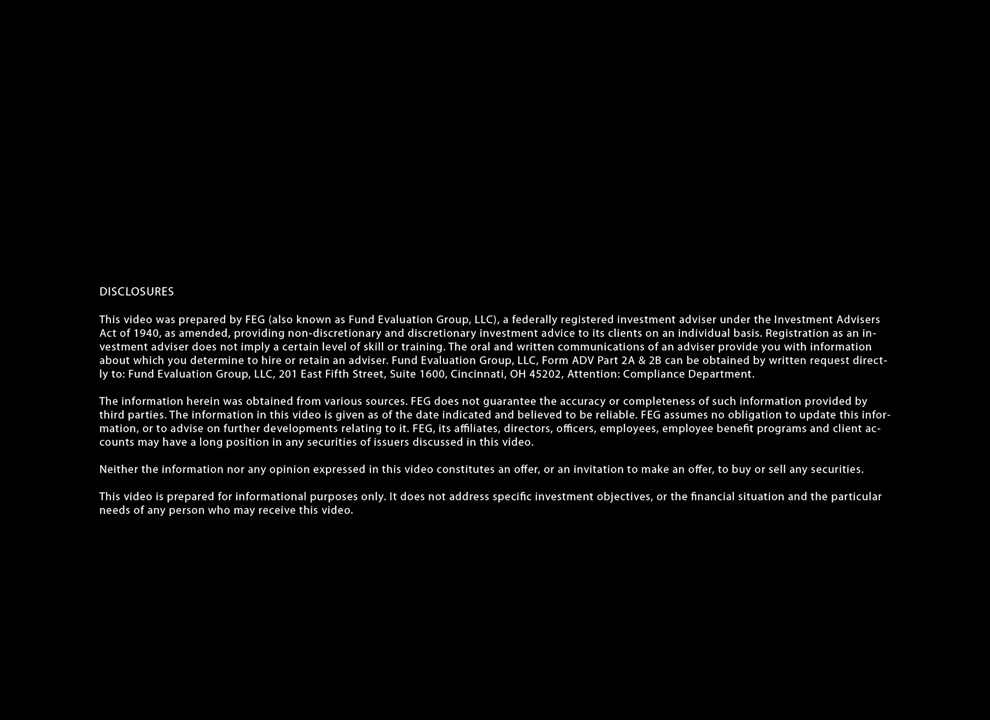 DISCLOSURES
This video was prepared by FEG (also known as Fund Evaluation Group, LLC), a federally registered investment adviser under the Investment Advisers
Act of 1940, as amended, providing non-discretionary and discretionary investment advice to its clients on an individual basis. Registration as an in-
vestment adviser does not imply a certain level of skill or training. The oral and written communications of an adviser provide you with information
about which you determine to hire or retain an adviser. Fund Evaluation Group, LLC, Form ADV Part 2A & 2B can be obtained by written request direct-
ly to: Fund Evaluation Group, LLC, 201 East Fifth Street, Suite 1600, Cincinnati, OH 45202, Attention: Compliance Department.
The information herein was obtained from various sources. FEG does not guarantee the accuracy or completeness of such information provided by
third parties. The information in this video is given as of the date indicated and believed to be reliable. FEG assumes no obligation to update this infor-
mation, or to advise on further developments relating to it. FEG, its affiliates, directors, officers, employees, employee benefit programs and client ac-
counts may have a long position in any securities of issuers discussed in this video.
Neither the information nor any opinion expressed in this video constitutes an offer, or an invitation to make an offer, to buy or sell any securities.
This video is prepared for informational purposes only. It does not address specific investment objectives, or the financial situation and the particular
needs of any person who may receive this video.